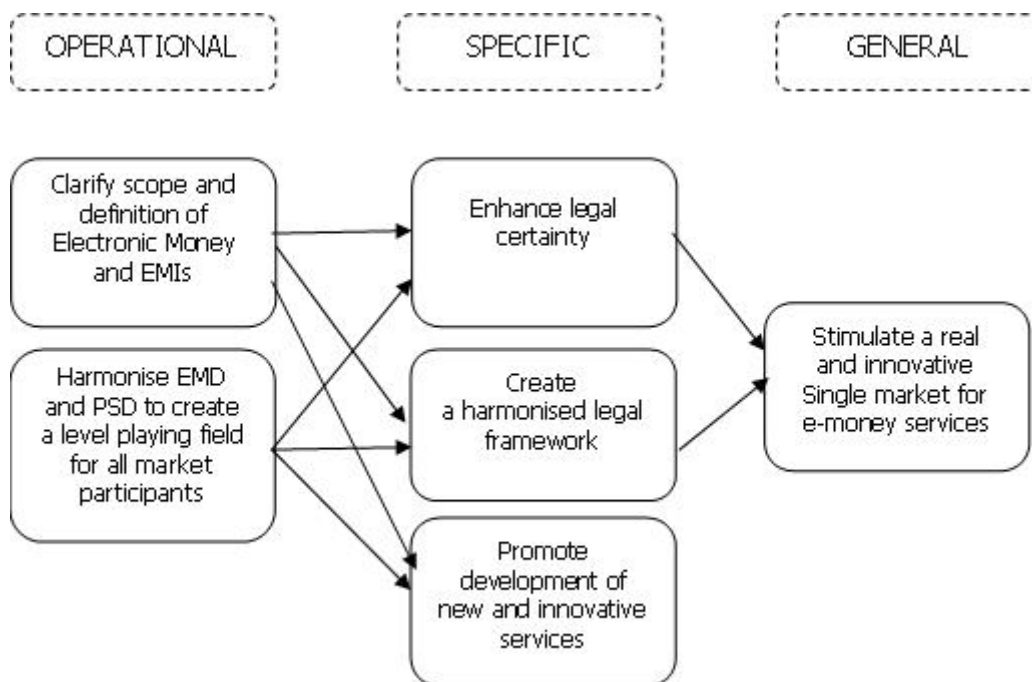 OPERATIONAL
SPECIFIC
GENERAL
Clarify scope and
definition of
Electronic Money
and EMIs
Enhance legal
certainty
Harmonise EMD
and PSD to create
a level playing field
for all market
participants
Create
a harmonised legal
framework
Stimulate a real
and innovative
Single market for
e-money services
Promote
development of
new and innovative
services